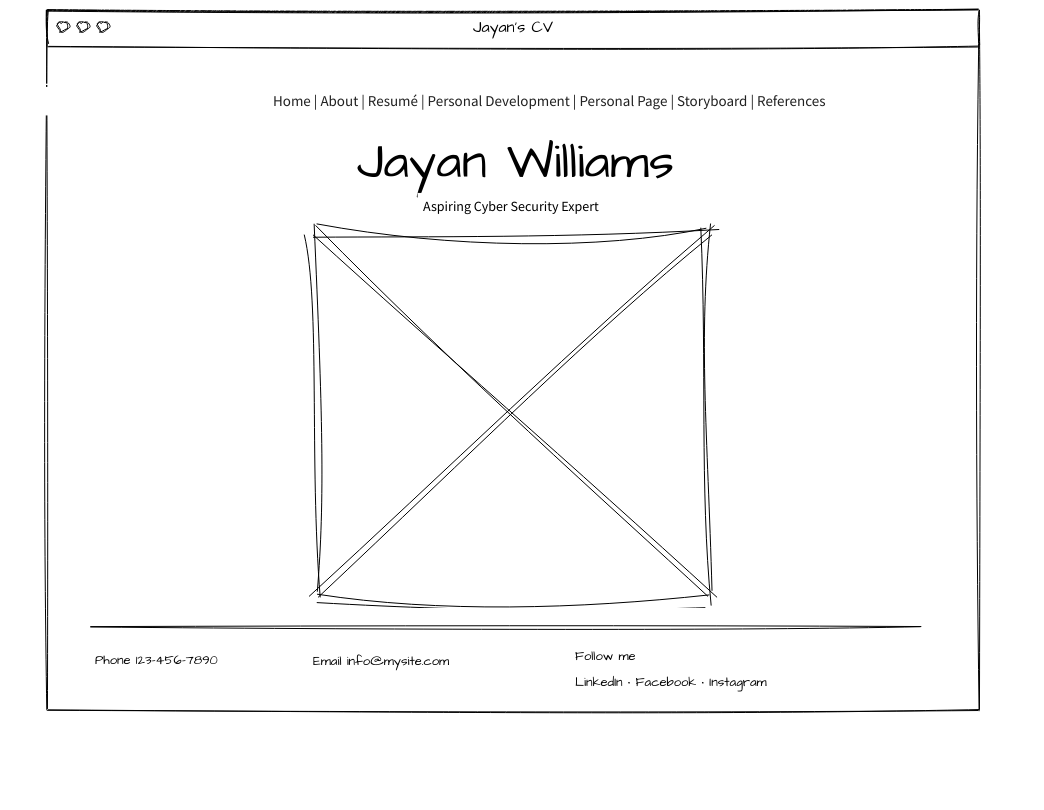 Jayan's CV
Home | About | Resumé | Personal Development | Personal Page | Storyboard | References
Jayan Williams
Aspiring Cyber Security Expert
Phone 123-456-7890
Email info@mysite.com
Follow me
LinkedIn · Facebook · Instagram